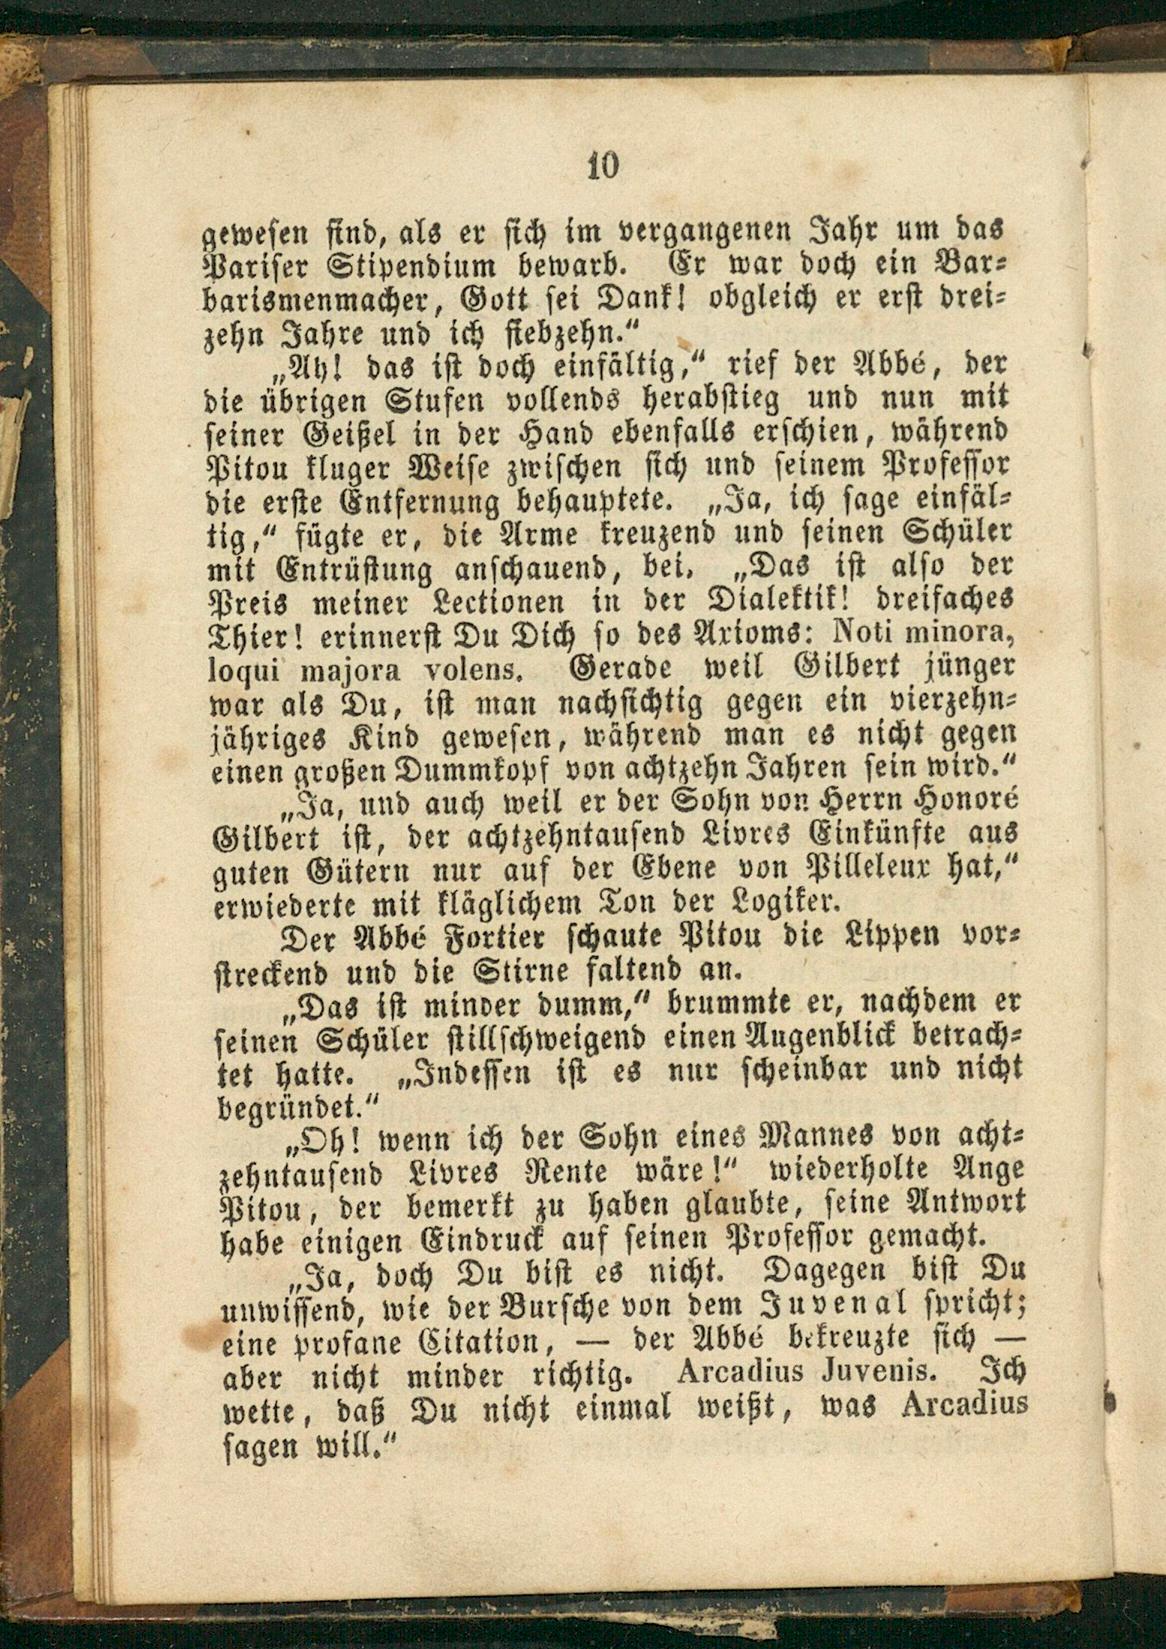 10
gewesen sind, als er sich im vergangenen Jahr um das
Pariser Stipendium bewarb. Er war doch ein Bar-
barismenmacher, Gott sei Dank! obgleich er erst drei-
zehn Jahre und ich siebzehn.“
„Ah! das ist doch einfältig,“ rief der Abbé, der
die übrigen Stufen vollends herabstieg und nun mit
seiner Geißel in der Hand ebenfalls erschien, während
Pitou kluger Weise zwischen sich und seinem Professor
die erste Entfernung behauptete. „Ja, ich sage einfäl-
tig,“ fügte er, die Arme kreuzend und seinen Schüler
mit Entrüstung anschauend, bei. „Das ist also der
Preis meiner Lectionen in der Dialektik! dreifaches
Thier! erinnerst Du Dich so des Axioms: Noti minora,
loqui majora volens. Gerade weil Gilbert jünger
war als Du, ist man nachsichtig gegen ein vierzehn-
jähriges Kind gewesen, während man es nicht gegen
einen großen Dummkopf von achtzehn Jahren sein wird.“
„Ja, und auch weil er der Sohn von Herrn Honoré
Gilbert ist, der achtzehntausend Livres Einkünfte aus
guten Gütern nur auf der Ebene von Pilleleux hat,“
erwiederte mit kläglichem Ton der Logiker.
Der Abbé Fortier schaute Pitou die Lippen vor-
streckend und die Stirne faltend an.
„Das ist minder dumm,“ brummte er, nachdem er
seinen Schüler stillschweigend einen Augenblick betrach-
tet hatte. „Indessen ist es nur scheinbar und nicht
begründet.“
„Oh! wenn ich der Sohn eines Mannes von acht-
zehntausend Livres Rente wäre!“ wiederholte Ange
Pitou, der bemerkt zu haben glaubte, seine Antwort
habe einigen Eindruck auf seinen Professor gemacht.
„Ja, doch Du bist es nicht. Dagegen bist Du
unwissend, wie der Bursche von dem Juvenal spricht;
eine profane Citation, — der Abbé bekreuzte sich —
aber nicht minder richtig. Arcadius Juvenis. Ich
wette, daß Du nicht einmal weißt, was Arcadius
sagen will.“